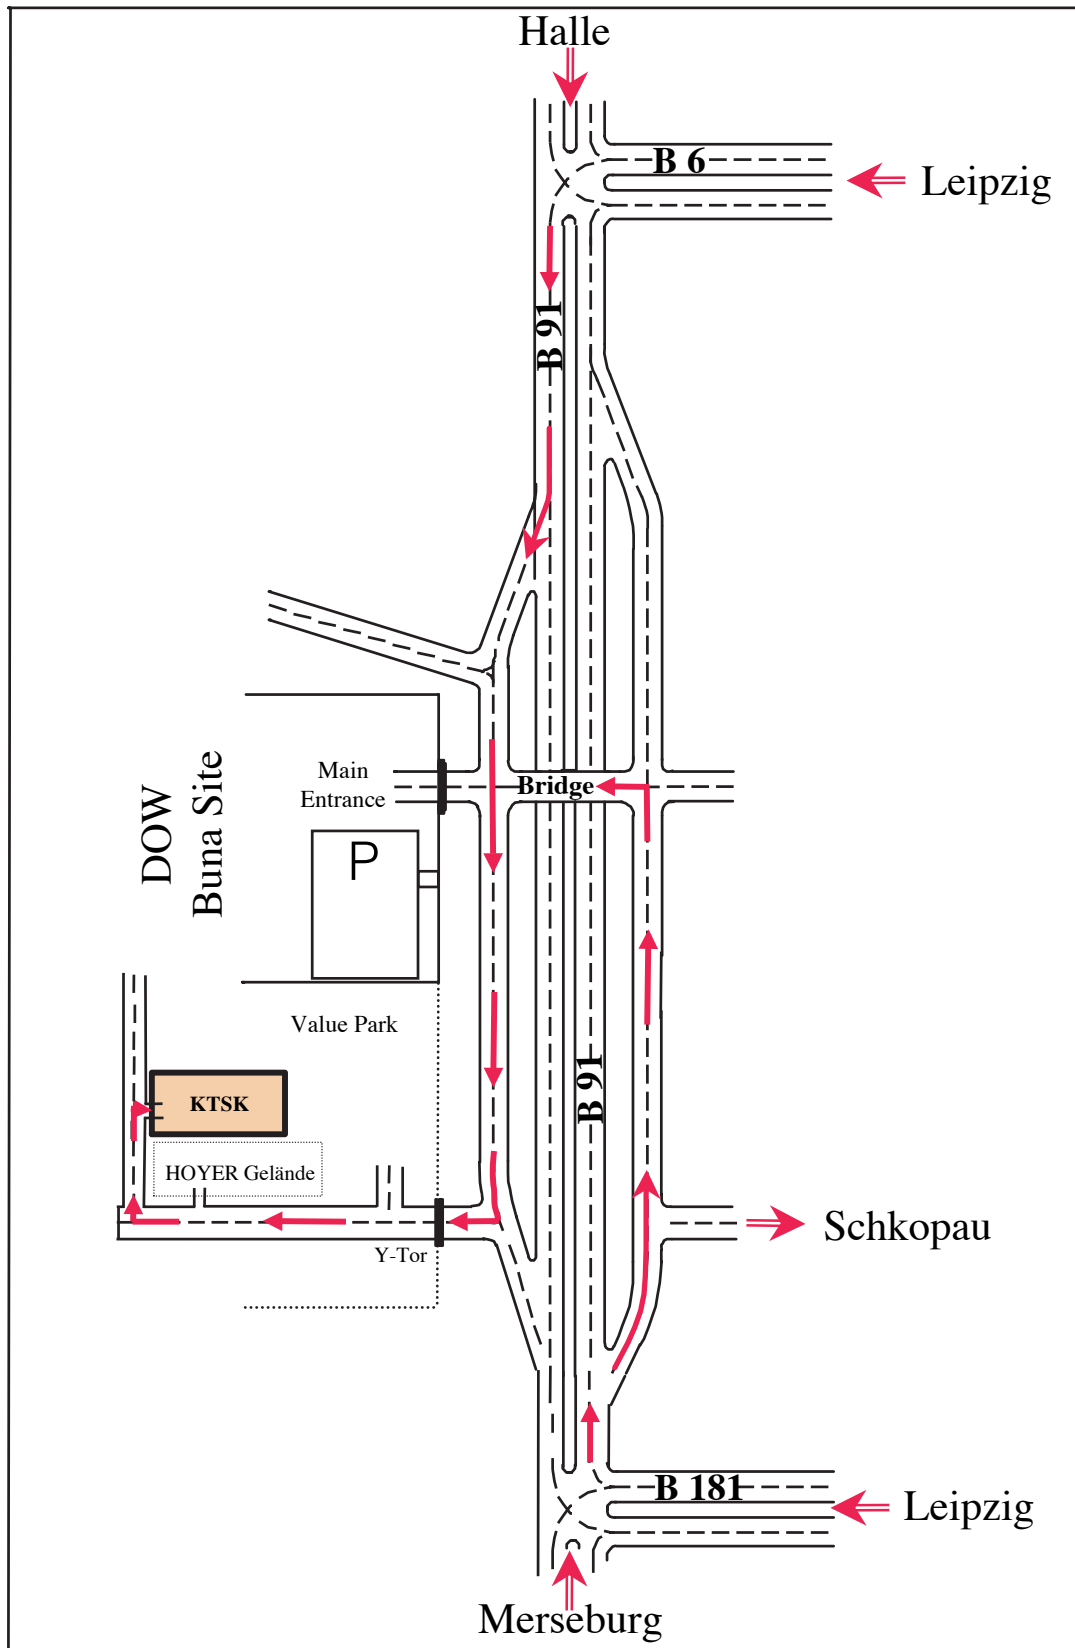 Halle
B 6
Leipzig
B 91
Main
Entrance
Bridge
DOW
Buna Site
P
Value Park
B 91
KTSK
HOYER Gelände
Y-Tor
Schkopau
B 181
Leipzig
Merseburg